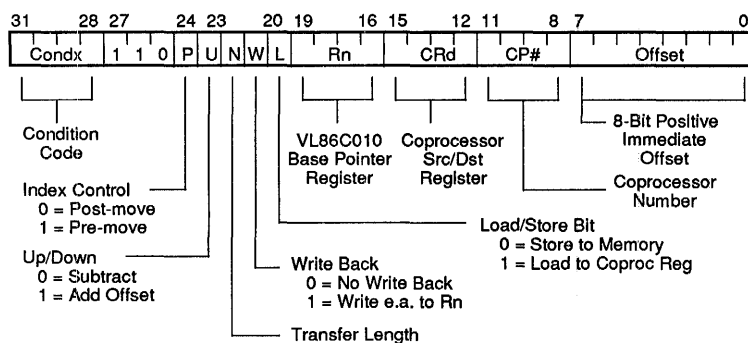 31 28 27 24 23 20 19 16 15 12 11 8 7 0
Condx 1 1 0 P U N W L Rn CRd CP# Offset
Condition
Code
VL86C010
Base Pointer
Register
Coprocessor
Src/Dst
Register
8-Bit Positive
Immediate
Offset
Coprocessor
Number
Index Control
0 = Post-move
1 = Pre-move
Load/Store Bit
0 = Store to Memory
1 = Load to Coproc Reg
Up/Down
0 = Subtract
1 = Add Offset
Write Back
0 = No Write Back
1 = Write e.a. to Rn
Transfer Length